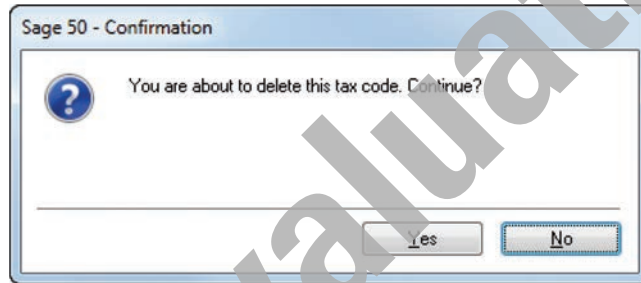 Sage 50 - Confirmation
You are about to delete this tax code. Continue?
Yes
No